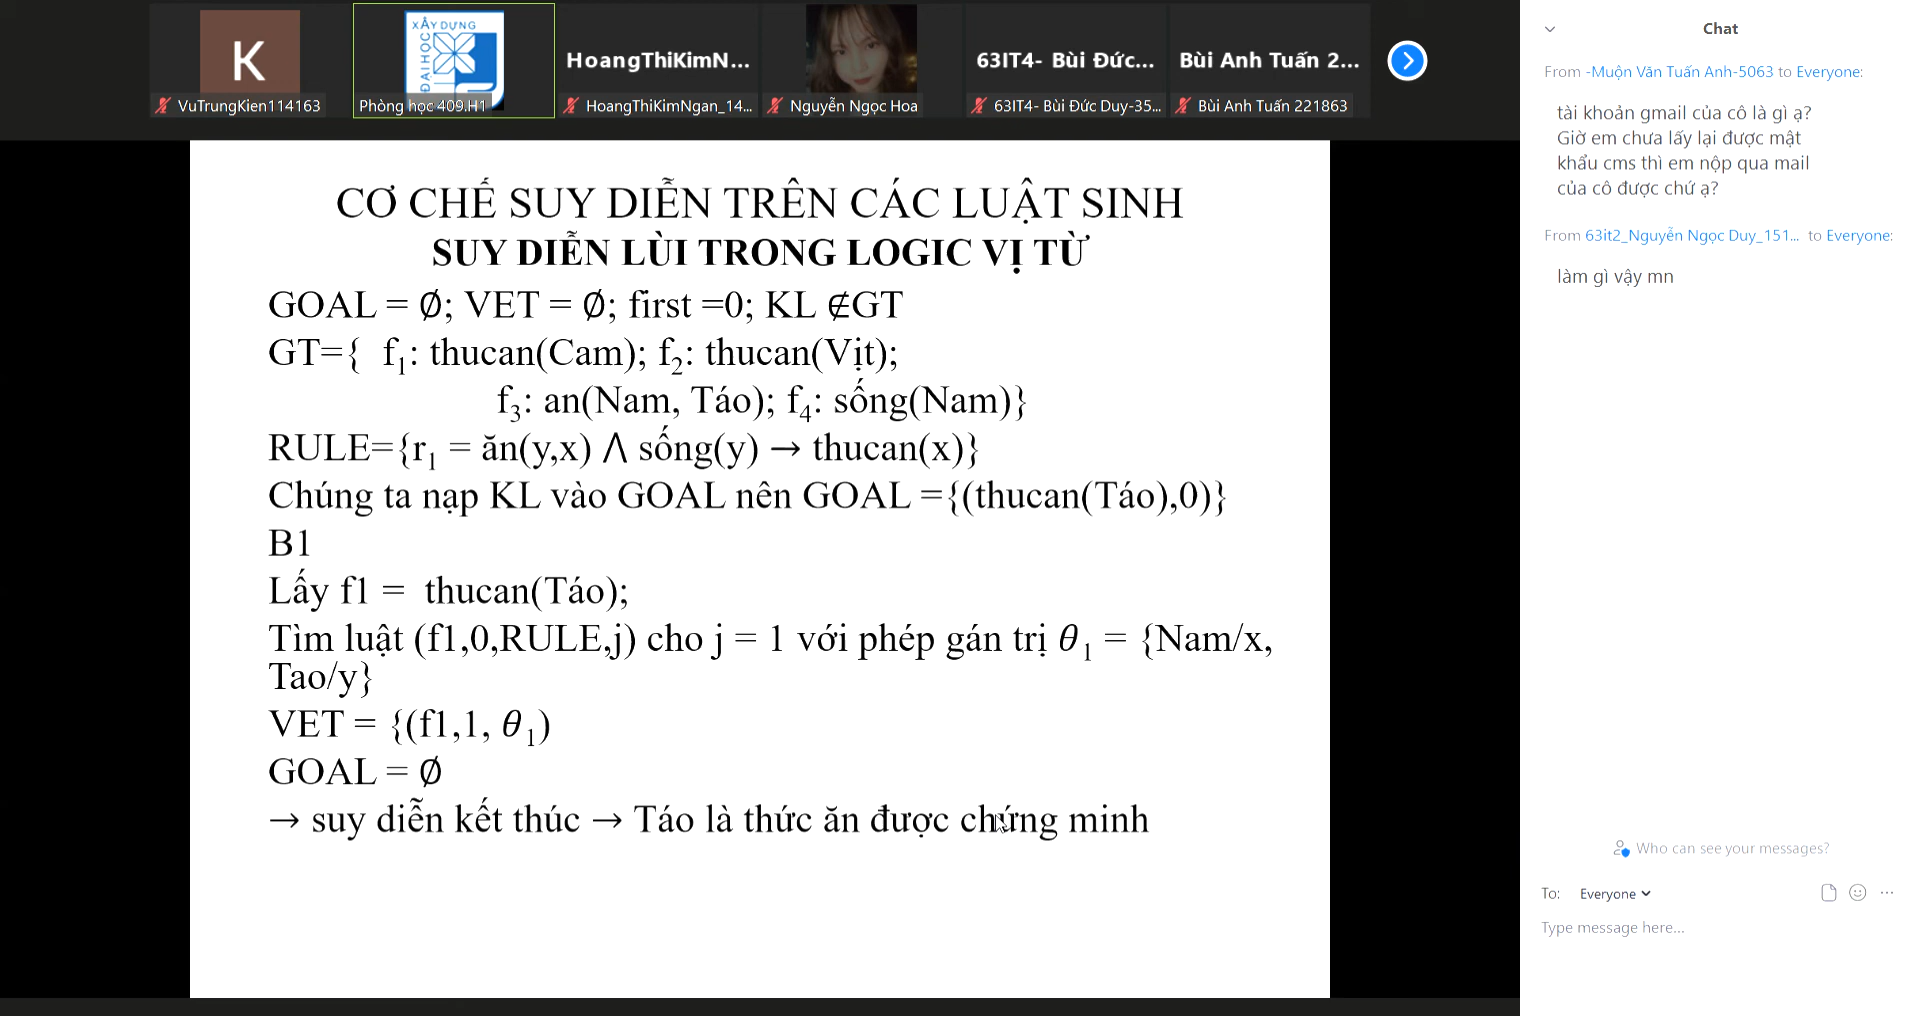 K
XÂY DỰNG
ĐẠI HỌC
HoangThiKimN...
63IT4- Bùi Đức...
Bùi Anh Tuấn 2...
VuTrungKien114163
Phòng học 409.H1
HoangThiKimNgan_14...
Nguyễn Ngọc Hoa
63IT4- Bùi Đức Duy-35...
Bùi Anh Tuấn 221863
CƠ CHẾ SUY DIỄN TRÊN CÁC LUẬT SINH
SUY DIỄN LÙI TRONG LOGIC VỊ TỪ
GOAL = ∅; VET = ∅; first =0; KL ∉GT
GT={ f₁: thucan(Cam); f₂: thucan(Vịt);
f₃: an(Nam, Táo); f₄: sống(Nam)}
RULE={r₁ = ăn(y,x) ⋀ sống(y) → thucan(x)}
Chúng ta nạp KL vào GOAL nên GOAL ={(thucan(Táo),0)}
B1
Lấy f1 = thucan(Táo);
Tìm luật (f1,0,RULE,j) cho j = 1 với phép gán trị θ₁ = {Nam/x,
Tao/y}
VET = {(f1,1, θ₁)
GOAL = ∅
→ suy diễn kết thúc → Táo là thức ăn được chứng minh
Chat
From -Muộn Văn Tuấn Anh-5063 to Everyone:
tài khoản gmail của cô là gì ạ?
Giờ em chưa lấy lại được mật
khẩu cms thì em nộp qua mail
của cô được chứ ạ?
From 63it2_Nguyễn Ngọc Duy_151... to Everyone:
làm gì vậy mn
Who can see your messages?
To: Everyone
Type message here...